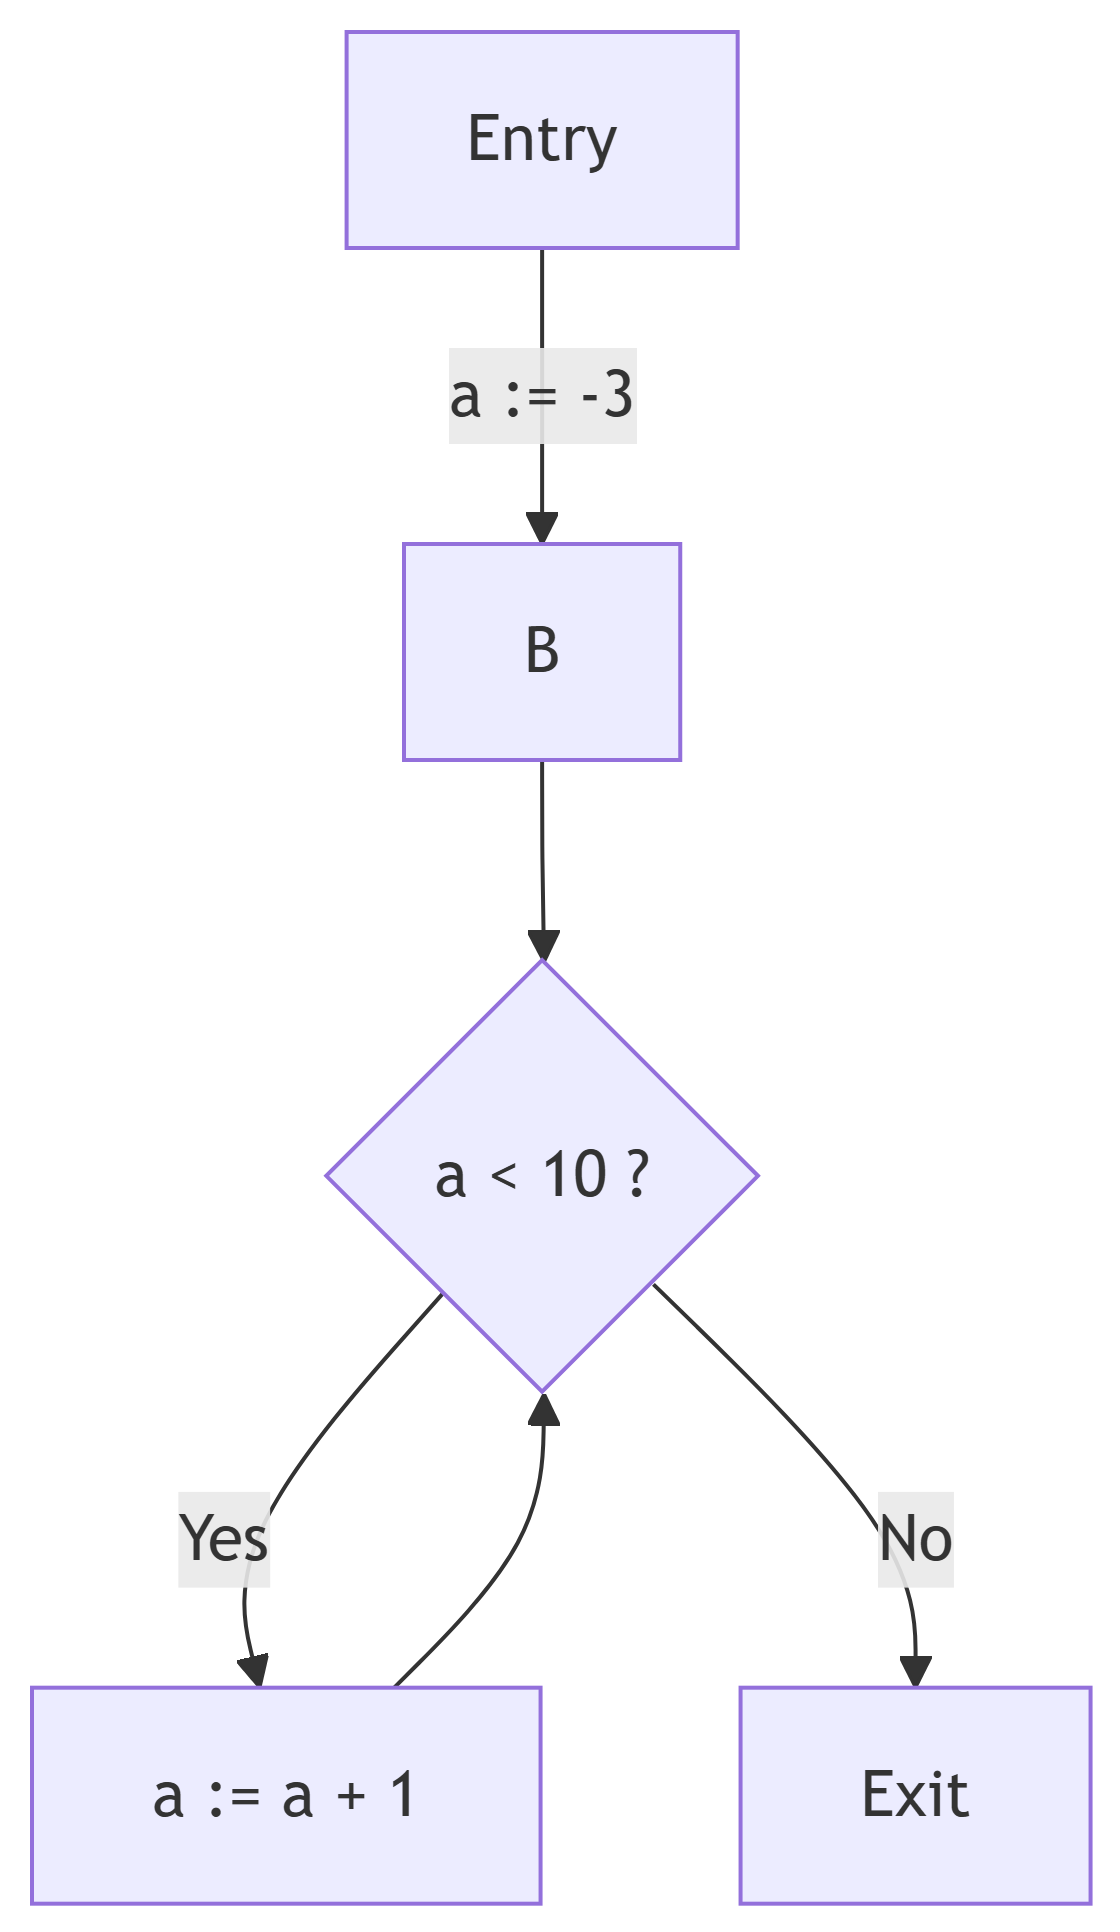 Entry
a := -3
B
a < 10 ?
Yes
No
a := a + 1
Exit